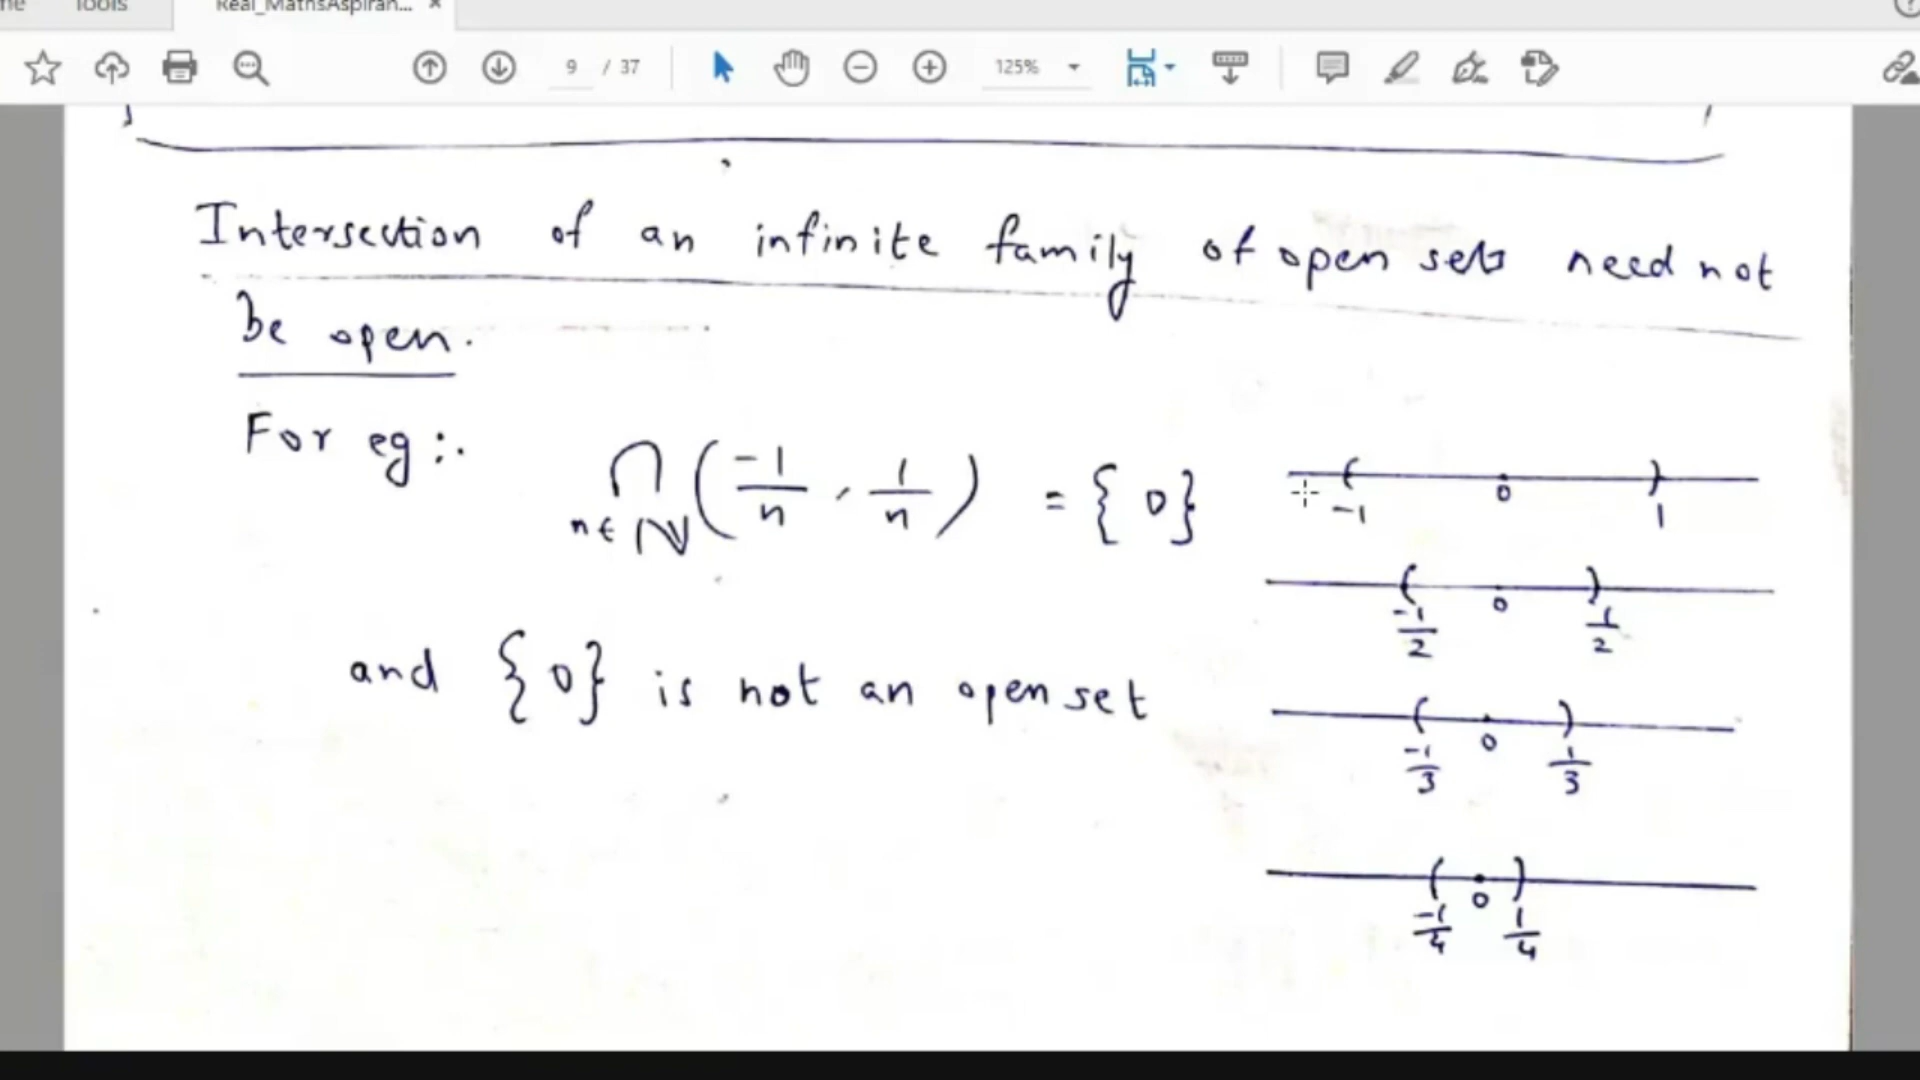 Tools
Real_MathsAspiran...
9 / 37
125%
Intersection of an infinite family of open sets need not
be open.
For eg:.
⋂ n∈ℕ (-1/n , 1/n) = {0}
-1 0 1
-1/2 0 1/2
and {0} is not an open set
-1/3 0 1/3
-1/4 0 1/4